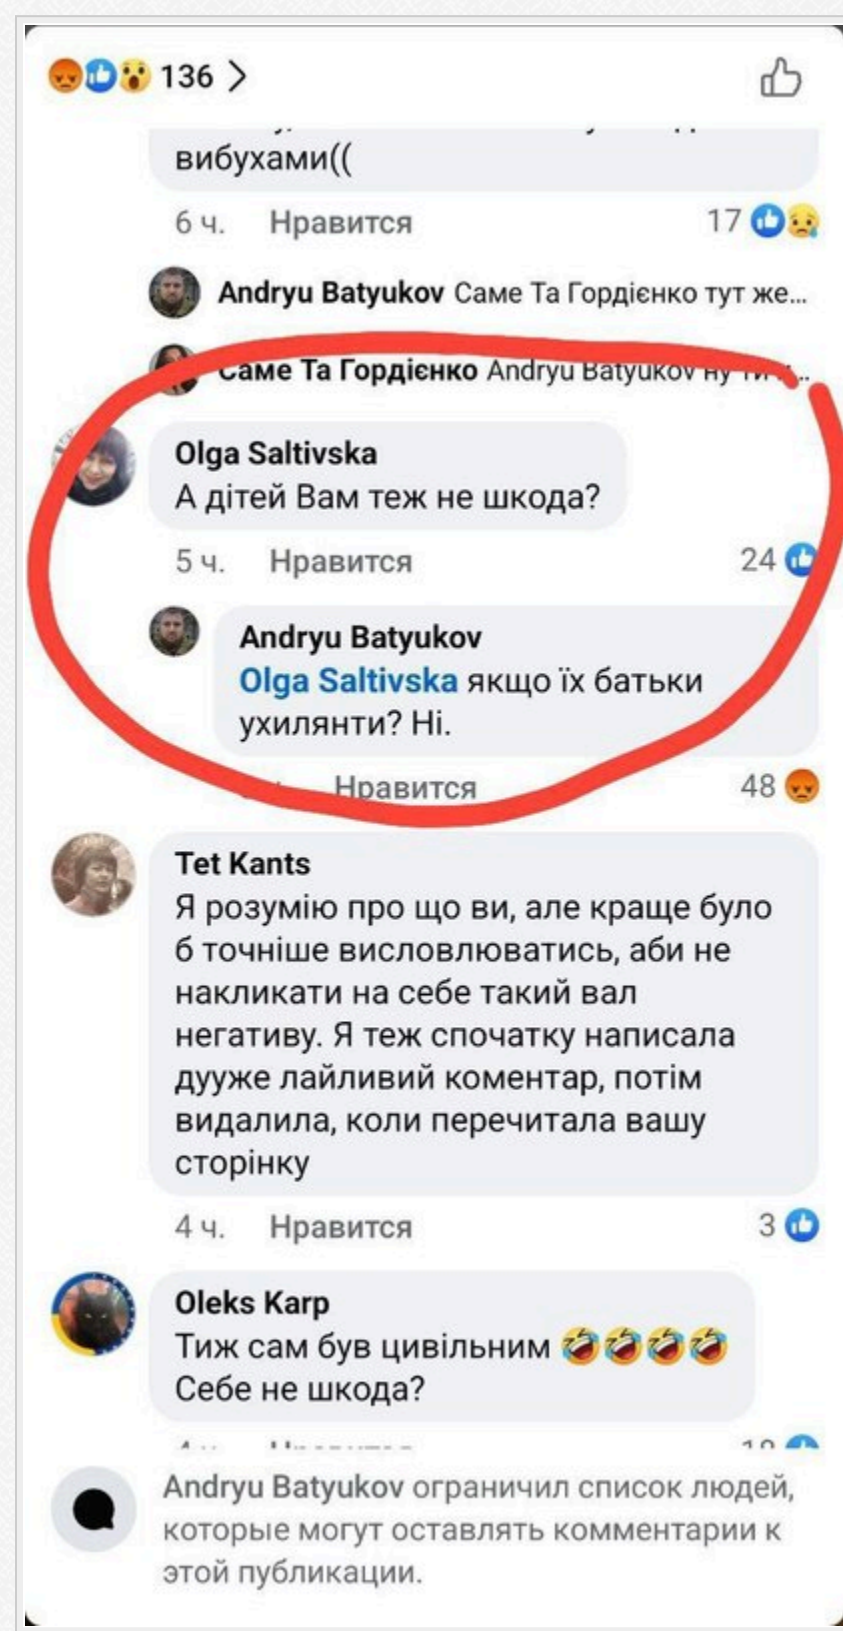 136
вибухами((
6 ч. Нравится 17
Andryu Batyukov Саме Та Гордієнко тут же...
Саме Та Гордієнко Andryu Batyukov ну ти
Olga Saltivska
А дітей Вам теж не шкода?
5 ч. Нравится 24
Andryu Batyukov
Olga Saltivska якщо їх батьки
ухилянти? Ні.
Нравится 48
Tet Kants
Я розумію про що ви, але краще було
б точніше висловлюватись, аби не
накликати на себе такий вал
негативу. Я теж спочатку написала
дууже лайливий коментар, потім
видалила, коли перечитала вашу
сторінку
4 ч. Нравится 3
Oleks Karp
Тиж сам був цивільним
Себе не шкода?
Andryu Batyukov ограничил список людей,
которые могут оставлять комментарии к
этой публикации.